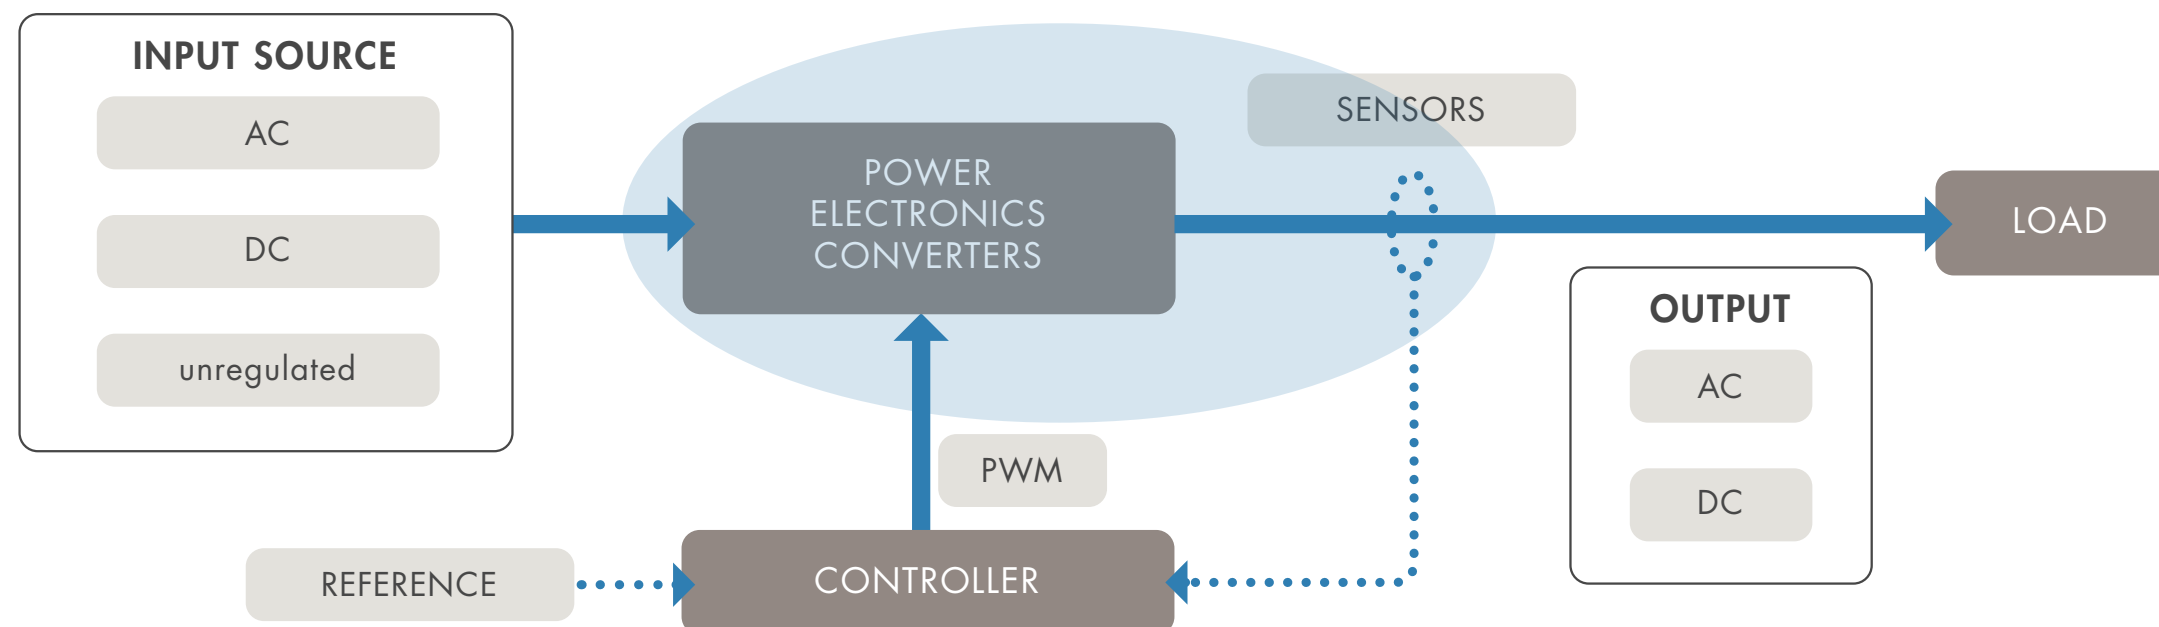 INPUT SOURCE
AC
DC
unregulated
POWER
ELECTRONICS
CONVERTERS
SENSORS
LOAD
OUTPUT
AC
DC
PWM
REFERENCE
CONTROLLER